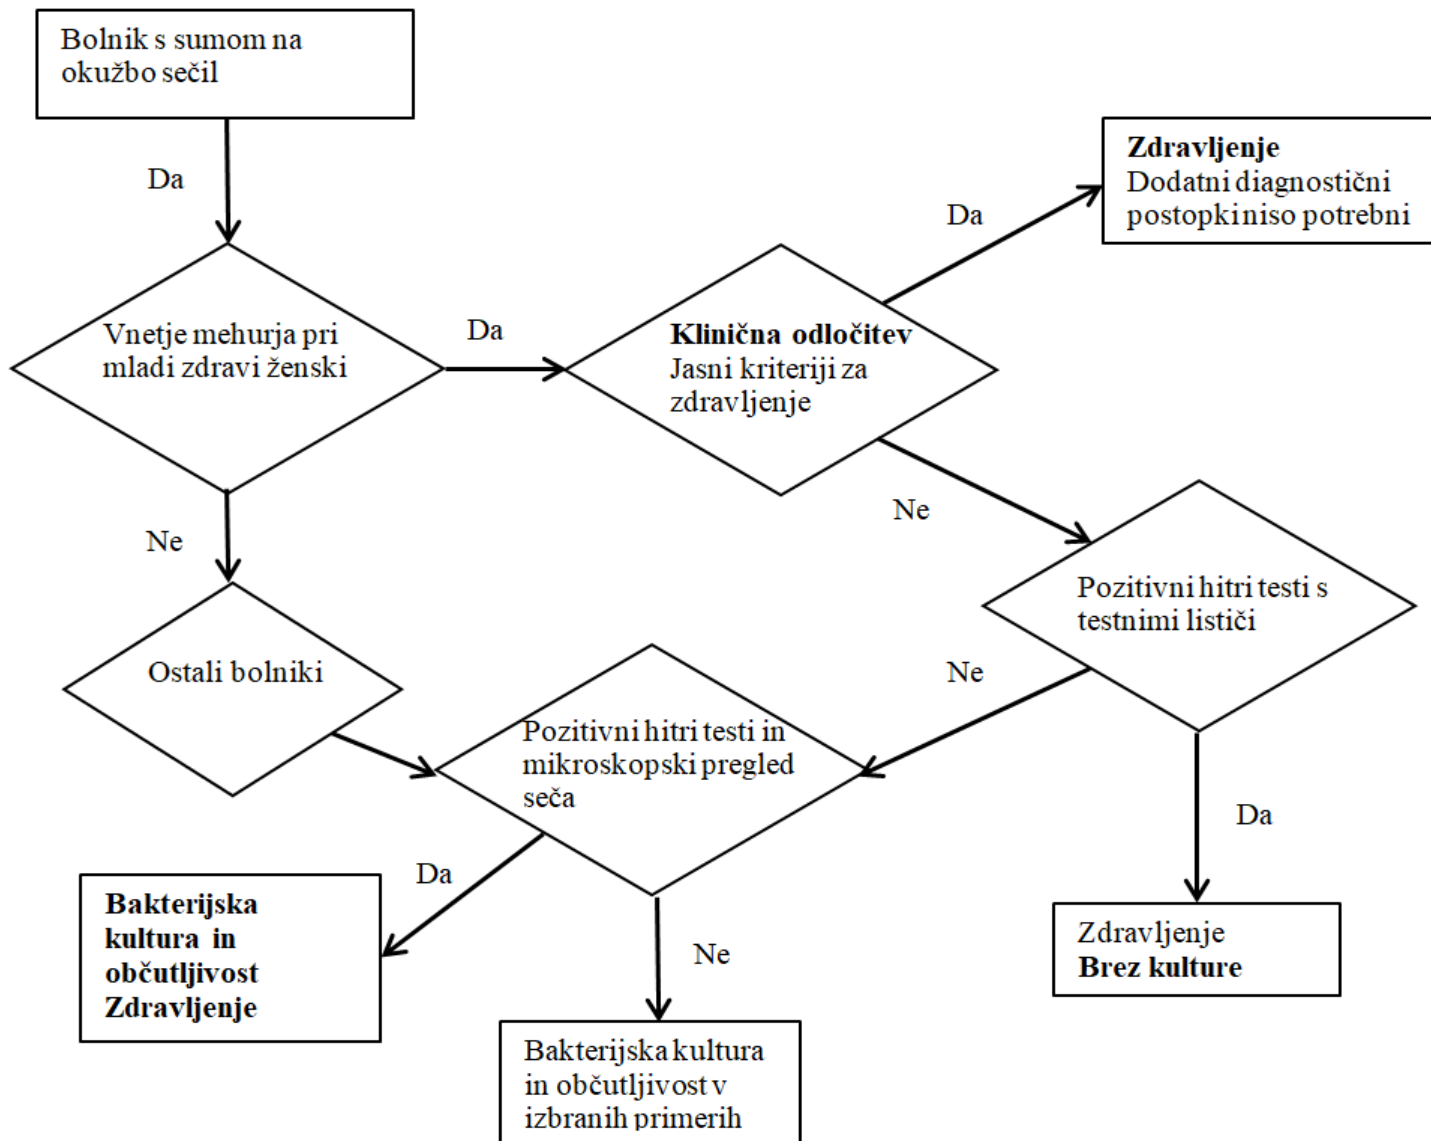 Bolnik s sumom na
okužbo sečil
Da
Zdravljenje
Dodatni diagnostični
postopkiniso potrebni
Da
Vnetje mehurja pri
mladi zdravi ženski
Da
Klinična odločitev
Jasni kriteriji za
zdravljenje
Ne
Ne
Pozitivni hitri testi s
testnimi lističi
Ostali bolniki
Ne
Pozitivni hitri testi in
mikroskopski pregled
seča
Da
Da
Bakterijska
kultura in
občutljivost
Zdravljenje
Ne
Zdravljenje
Brez kulture
Bakterijska kultura
in občutljivost v
izbranih primerih